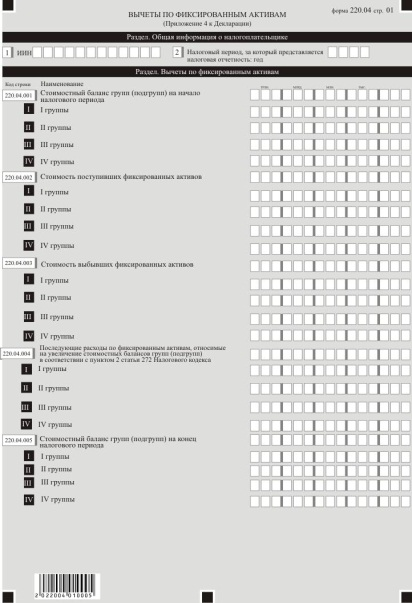 форма 220.04 стр. 01
ВЫЧЕТЫ ПО ФИКСИРОВАННЫМ АКТИВАМ
(Приложение 4 к Декларации)
Раздел. Общая информация о налогоплательщике
1 ИИН
2 Налоговый период, за который представляется
налоговая отчетность: год
Раздел. Вычеты по фиксированным активам
Код строки Наименование
220.04.001 Стоимостный баланс групп (подгрупп) на начало
налогового периода
I I группы
II II группы
III III группы
IV IV группы
220.04.002 Стоимость поступивших фиксированных активов
I I группы
II II группы
III III группы
IV IV группы
220.04.003 Стоимость выбывших фиксированных активов
I I группы
II II группы
III III группы
IV IV группы
220.04.004 Последующие расходы по фиксированным активам, относимые
на увеличение стоимостных балансов групп (подгрупп)
в соответствии с пунктом 2 статьи 272 Налогового кодекса
I I группы
II II группы
III III группы
IV IV группы
220.04.005 Стоимостный баланс групп (подгрупп) на конец
налогового периода
I I группы
II II группы
III III группы
IV IV группы
2 022004 010005